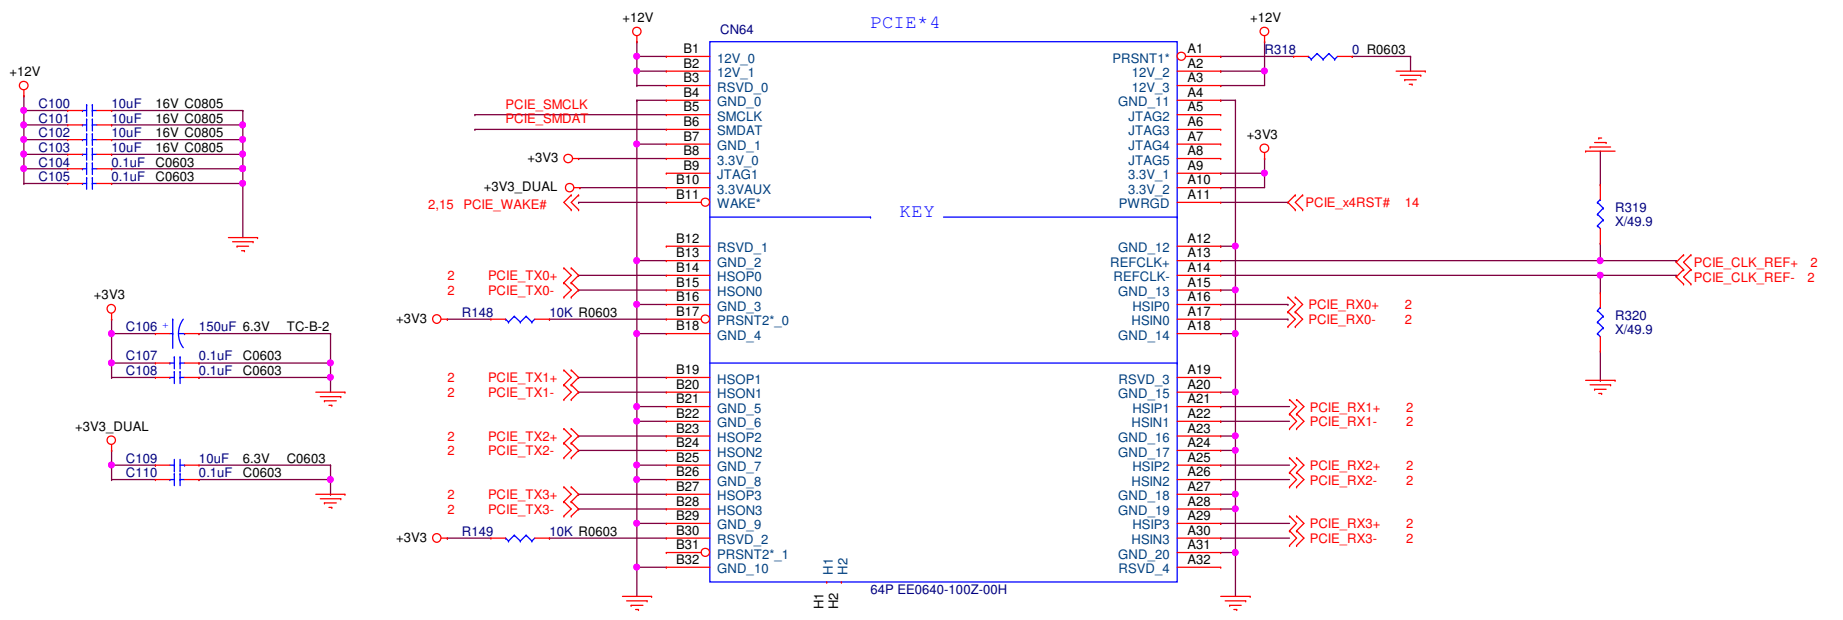 PCIE*4
CN64
+12V
C100 10uF 16V C0805
C101 10uF 16V C0805
C102 10uF 16V C0805
C103 10uF 16V C0805
C104 0.1uF C0603
C105 0.1uF C0603
+3V3
C106 + 150uF 6.3V TC-B-2
C107 0.1uF C0603
C108 0.1uF C0603
+3V3_DUAL
C109 10uF 6.3V C0603
C110 0.1uF C0603
+12V
B1 12V_0
B2 12V_1
B3 RSVD_0
B4 GND_0
PCIE_SMCLK B5 SMCLK
PCIE_SMDAT B6 SMDAT
B7 GND_1
+3V3 B8 3.3V_0
B9 JTAG1
+3V3_DUAL B10 3.3VAUX
2,15 PCIE_WAKE# B11 WAKE*
KEY
B12 RSVD_1
B13 GND_2
2 PCIE_TX0+ B14 HSOP0
2 PCIE_TX0- B15 HSON0
B16 GND_3
+3V3 R148 10K R0603 B17 PRSNT2*_0
B18 GND_4
2 PCIE_TX1+ B19 HSOP1
2 PCIE_TX1- B20 HSON1
B21 GND_5
B22 GND_6
2 PCIE_TX2+ B23 HSOP2
2 PCIE_TX2- B24 HSON2
B25 GND_7
B26 GND_8
2 PCIE_TX3+ B27 HSOP3
2 PCIE_TX3- B28 HSON3
B29 GND_9
+3V3 R149 10K R0603 B30 RSVD_2
B31 PRSNT2*_1
B32 GND_10
H1
H2
H1
H2
64P EE0640-100Z-00H
+12V
PRSNT1* A1 R318 0 R0603
12V_2 A2
12V_3 A3
GND_11 A4
JTAG2 A5
JTAG3 A6
+3V3
JTAG4 A7
JTAG5 A8
3.3V_1 A9
3.3V_2 A10
PWRGD A11 PCIE_x4RST# 14
GND_12 A12
REFCLK+ A13 PCIE_CLK_REF+ 2
REFCLK- A14 PCIE_CLK_REF- 2
GND_13 A15
HSIP0 A16 PCIE_RX0+ 2
HSIN0 A17 PCIE_RX0- 2
GND_14 A18
RSVD_3 A19
GND_15 A20
HSIP1 A21 PCIE_RX1+ 2
HSIN1 A22 PCIE_RX1- 2
GND_16 A23
GND_17 A24
HSIP2 A25 PCIE_RX2+ 2
HSIN2 A26 PCIE_RX2- 2
GND_18 A27
GND_19 A28
HSIP3 A29 PCIE_RX3+ 2
HSIN3 A30 PCIE_RX3- 2
GND_20 A31
RSVD_4 A32
R319
X/49.9
R320
X/49.9